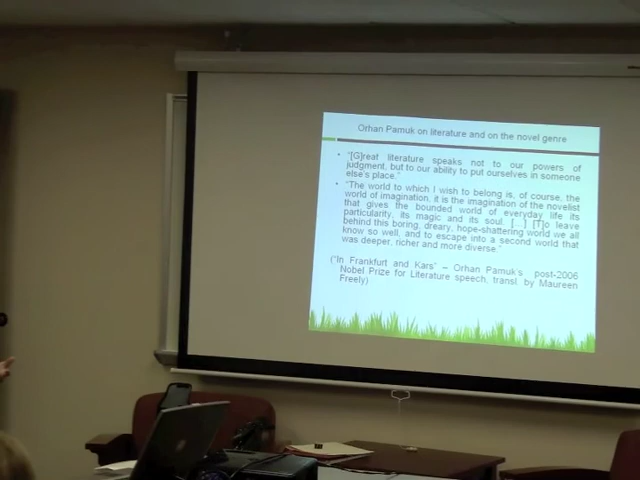 Orhan Pamuk on literature and on the novel genre
• "[G]reat literature speaks not to our powers of
judgment, but to our ability to put ourselves in someone
else's place."
• "The world to which I wish to belong is, of course, the
world of imagination, it is the imagination of the novelist
that gives the bounded world of everyday life its
particularity, its magic and its soul. [...] [T]o leave
behind this boring, dreary, hope-shattering world we all
know so well, and to escape into a second world that
was deeper, richer and more diverse."
("In Frankfurt and Kars" – Orhan Pamuk's post-2006
Nobel Prize for Literature speech, transl. by Maureen
Freely)